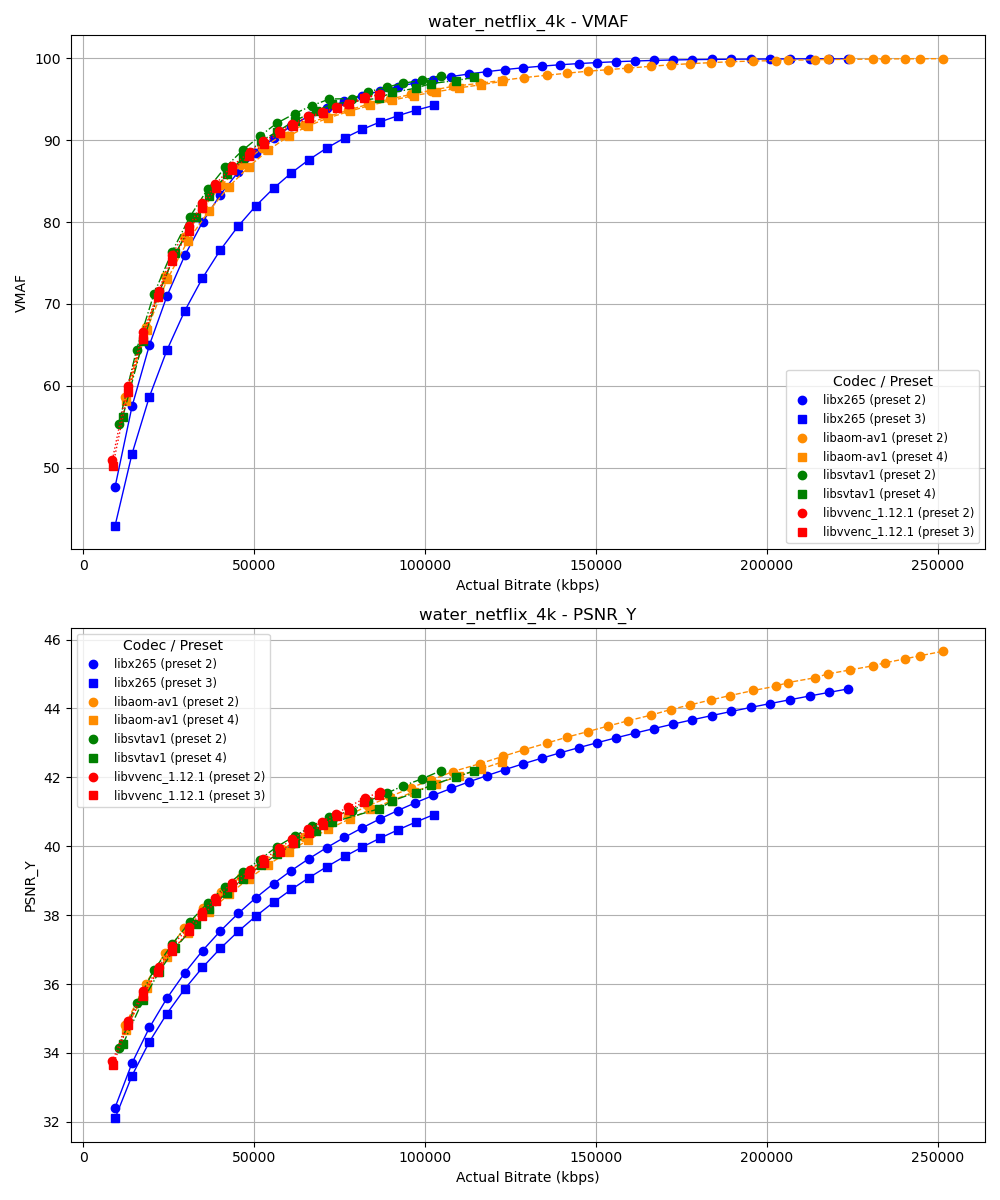 water_netflix_4k - VMAF
100
90
80
70
60
50
VMAF
Codec / Preset
libx265 (preset 2)
libx265 (preset 3)
libaom-av1 (preset 2)
libaom-av1 (preset 4)
libsvtav1 (preset 2)
libsvtav1 (preset 4)
libvvenc_1.12.1 (preset 2)
libvvenc_1.12.1 (preset 3)
0 50000 100000 150000 200000 250000
Actual Bitrate (kbps)
water_netflix_4k - PSNR_Y
46
44
42
40
38
36
34
32
PSNR_Y
Codec / Preset
libx265 (preset 2)
libx265 (preset 3)
libaom-av1 (preset 2)
libaom-av1 (preset 4)
libsvtav1 (preset 2)
libsvtav1 (preset 4)
libvvenc_1.12.1 (preset 2)
libvvenc_1.12.1 (preset 3)
0 50000 100000 150000 200000 250000
Actual Bitrate (kbps)